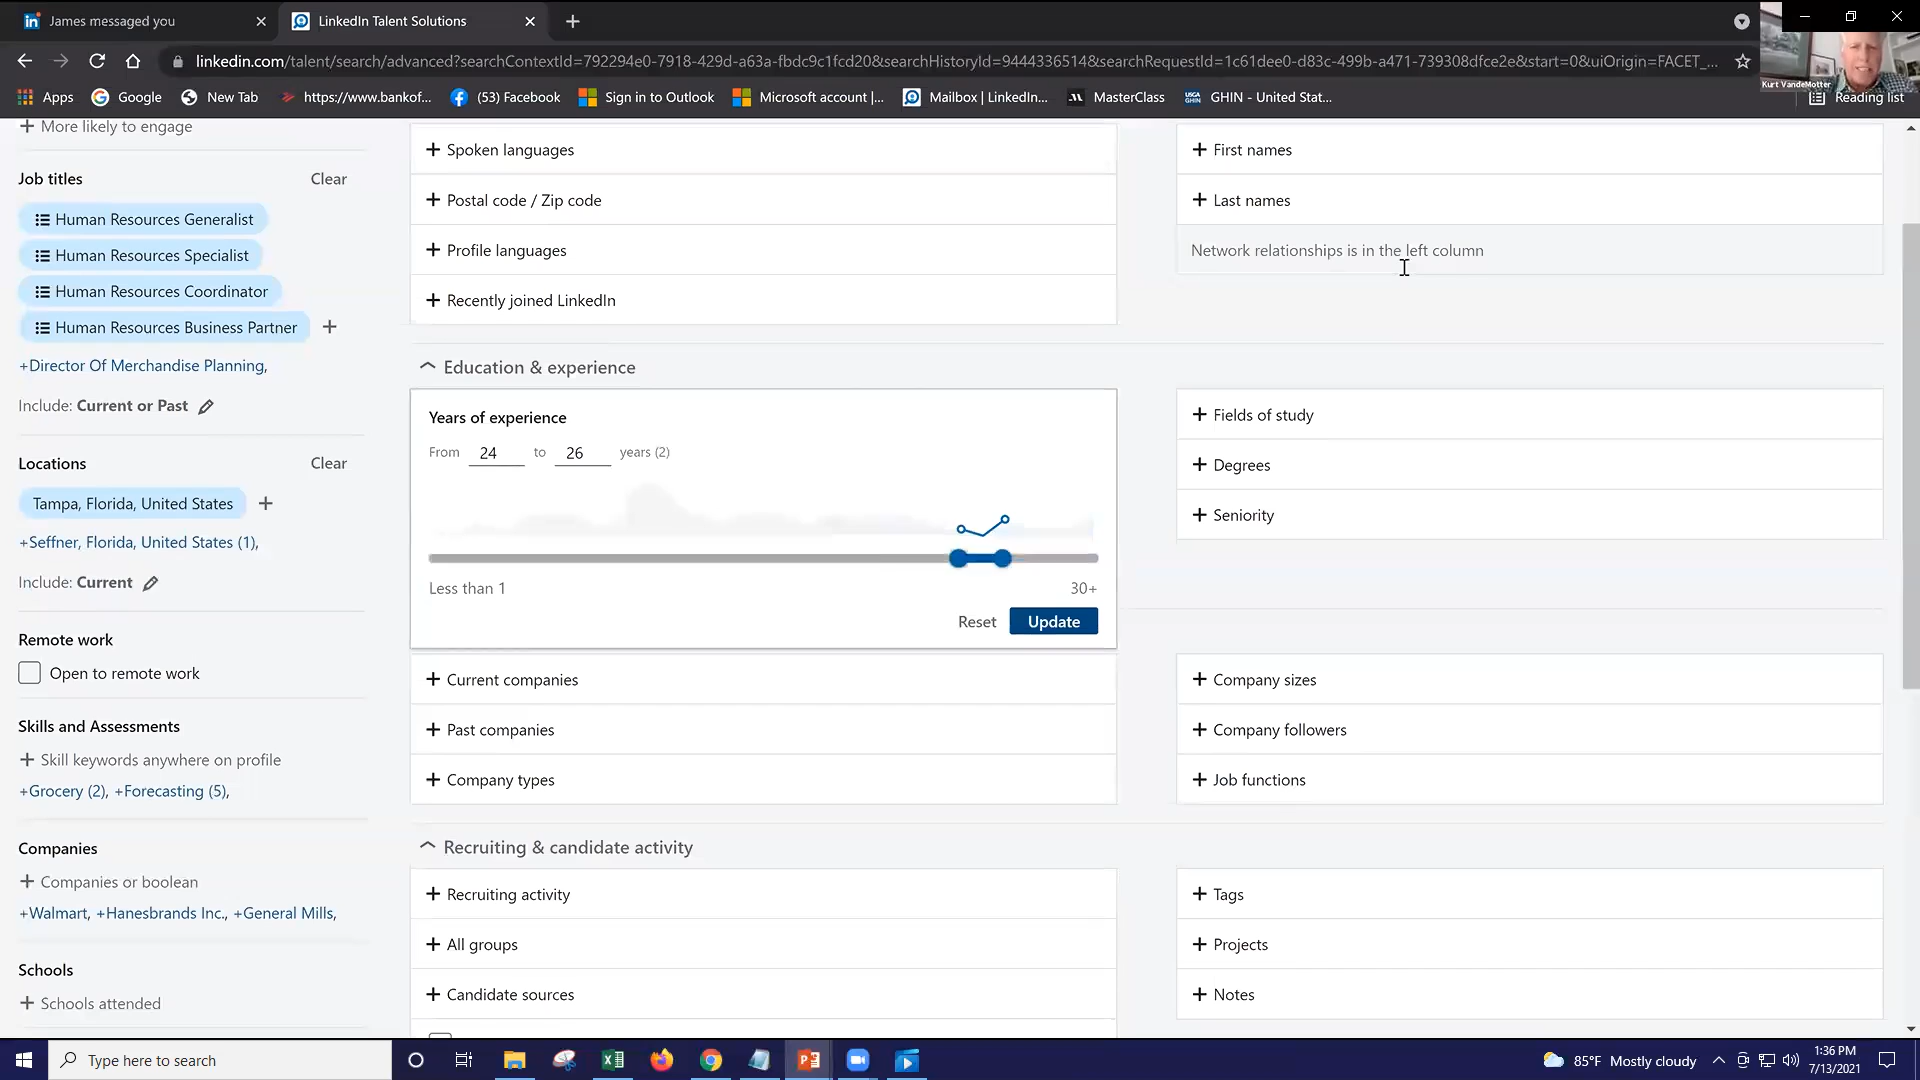 James messaged you
LinkedIn Talent Solutions
linkedin.com/talent/search/advanced?searchContextId=792294e0-7918-429d-a63a-fbdc9c1fcd20&searchHistoryId=9444336514&searchRequestId=1c61dee0-d83c-499b-a471-739308dfce2e&start=0&uiOrigin=FACET_...
Apps
Google
New Tab
https://www.bankof...
(53) Facebook
Sign in to Outlook
Microsoft account |...
Mailbox | LinkedIn...
MasterClass
GHIN - United Stat...
Kurt VandeMotter
Reading list
+ More likely to engage
Job titles
Clear
Human Resources Generalist
Human Resources Specialist
Human Resources Coordinator
Human Resources Business Partner +
+Director Of Merchandise Planning,
Include: Current or Past
Locations
Clear
Tampa, Florida, United States +
+Seffner, Florida, United States (1),
Include: Current
Remote work
Open to remote work
Skills and Assessments
+ Skill keywords anywhere on profile
+Grocery (2), +Forecasting (5),
Companies
+ Companies or boolean
+Walmart, +Hanesbrands Inc., +General Mills,
Schools
+ Schools attended
+ Spoken languages
+ Postal code / Zip code
+ Profile languages
+ Recently joined LinkedIn
+ First names
+ Last names
Network relationships is in the left column
Education & experience
Years of experience
From 24 to 26 years (2)
Less than 1
30+
Reset
Update
+ Fields of study
+ Degrees
+ Seniority
+ Current companies
+ Past companies
+ Company types
+ Company sizes
+ Company followers
+ Job functions
Recruiting & candidate activity
+ Recruiting activity
+ All groups
+ Candidate sources
+ Tags
+ Projects
+ Notes
Type here to search
85°F Mostly cloudy
1:36 PM
7/13/2021